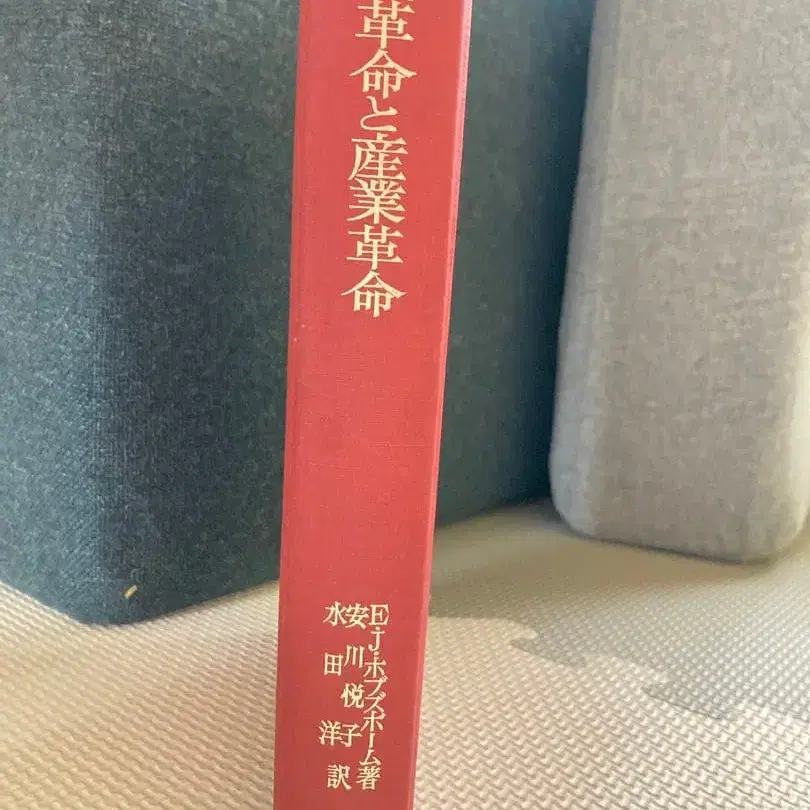 革命と産業革命
E・J・ホブズボーム著
安川悦子
水田洋訳